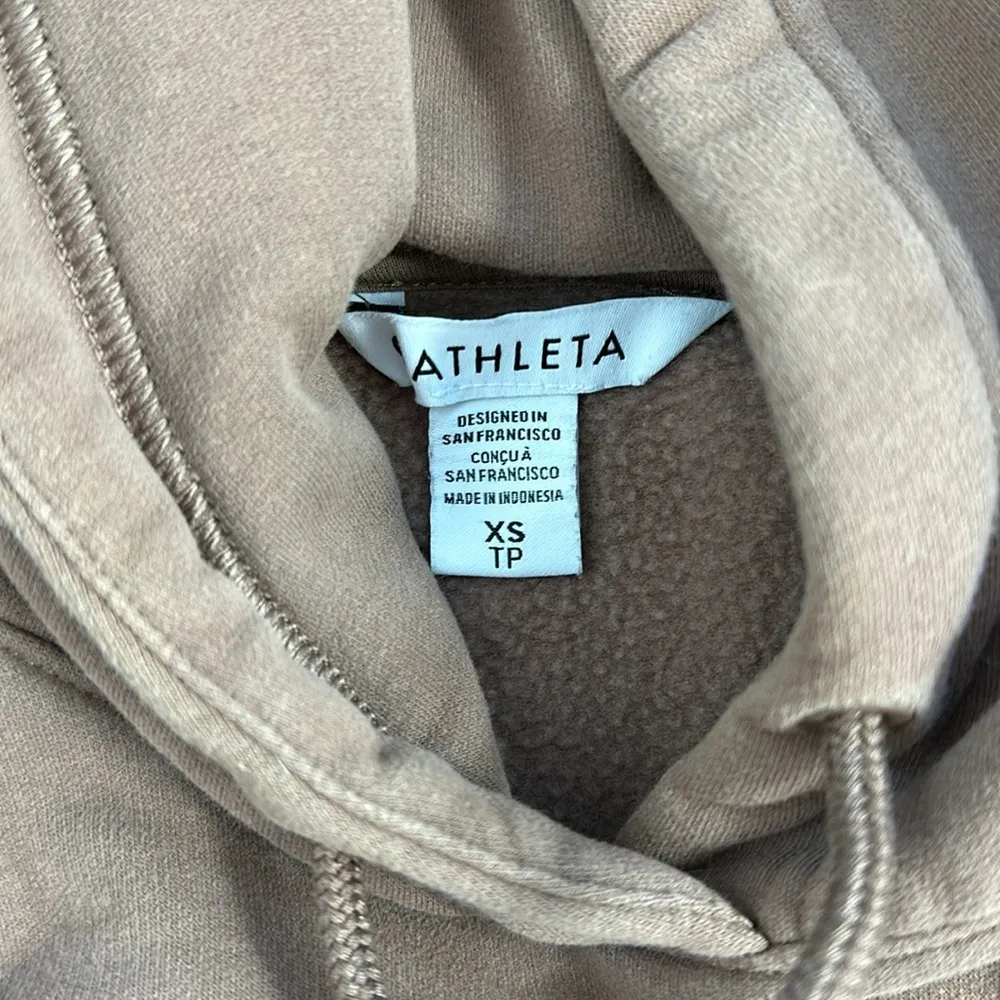 ATHLETA
DESIGNED IN
SAN FRANCISCO
CONÇU À
SAN FRANCISCO
MADE IN INDONESIA
XS
TP